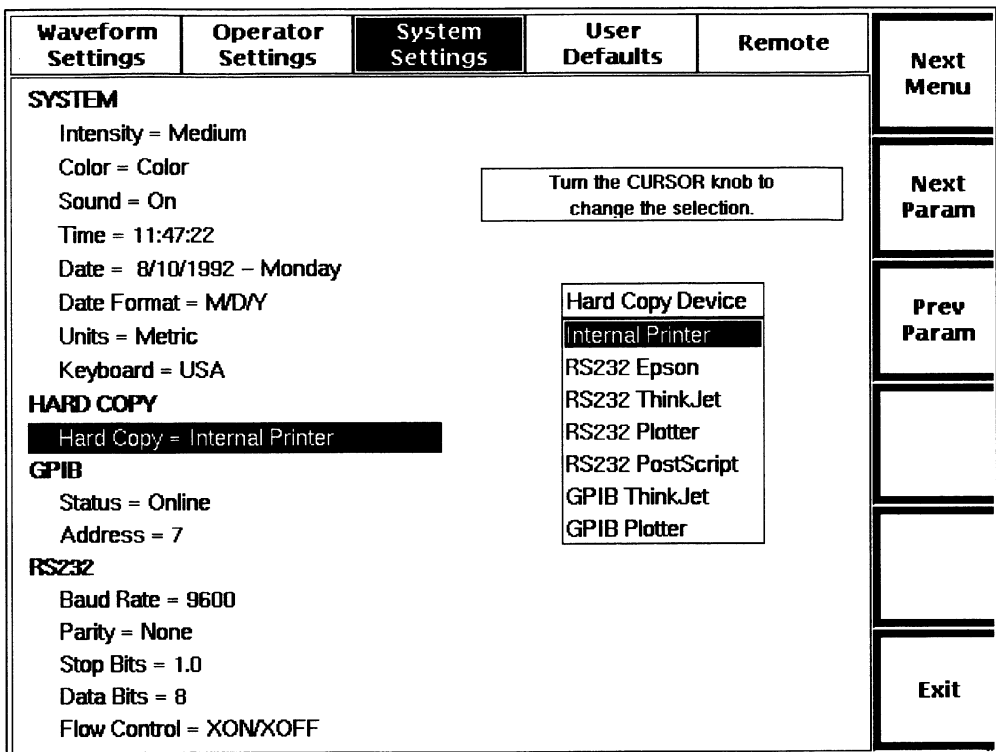 Waveform Settings
Operator Settings
System Settings
User Defaults
Remote
Next Menu
SYSTEM
Intensity = Medium
Color = Color
Sound = On
Time = 11:47:22
Date = 8/10/1992 – Monday
Date Format = M/D/Y
Units = Metric
Keyboard = USA
HARD COPY
Hard Copy = Internal Printer
GPIB
Status = Online
Address = 7
RS232
Baud Rate = 9600
Parity = None
Stop Bits = 1.0
Data Bits = 8
Flow Control = XON/XOFF
Turn the CURSOR knob to
change the selection.
Hard Copy Device
Internal Printer
RS232 Epson
RS232 ThinkJet
RS232 Plotter
RS232 PostScript
GPIB ThinkJet
GPIB Plotter
Next
Param
Prev
Param
Exit